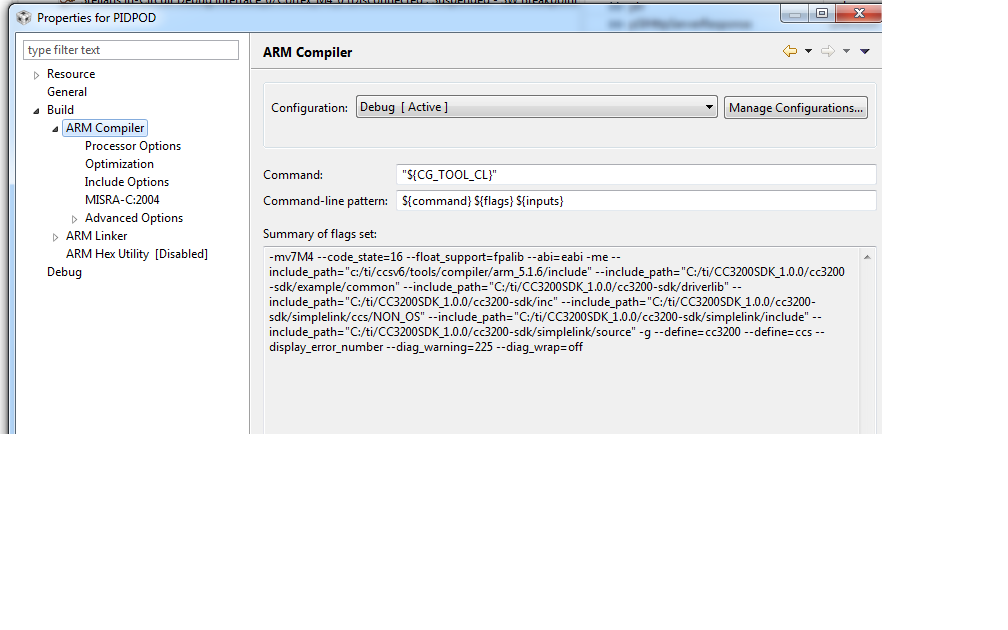 Properties for PIDPOD
type filter text
Resource
General
Build
ARM Compiler
Processor Options
Optimization
Include Options
MISRA-C:2004
Advanced Options
ARM Linker
ARM Hex Utility [Disabled]
Debug
ARM Compiler
Configuration: Debug [ Active ] Manage Configurations...
Command: "${CG_TOOL_CL}"
Command-line pattern: ${command} ${flags} ${inputs}
Summary of flags set:
-mv7M4 --code_state=16 --float_support=fpalib --abi=eabi -me --
include_path="c:/ti/ccsv6/tools/compiler/arm_5.1.6/include" --include_path="C:/ti/CC3200SDK_1.0.0/cc3200
-sdk/example/common" --include_path="C:/ti/CC3200SDK_1.0.0/cc3200-sdk/driverlib" --
include_path="C:/ti/CC3200SDK_1.0.0/cc3200-sdk/inc" --include_path="C:/ti/CC3200SDK_1.0.0/cc3200-
sdk/simplelink/ccs/NON_OS" --include_path="C:/ti/CC3200SDK_1.0.0/cc3200-sdk/simplelink/include" --
include_path="C:/ti/CC3200SDK_1.0.0/cc3200-sdk/simplelink/source" -g --define=cc3200 --define=ccs --
display_error_number --diag_warning=225 --diag_wrap=off